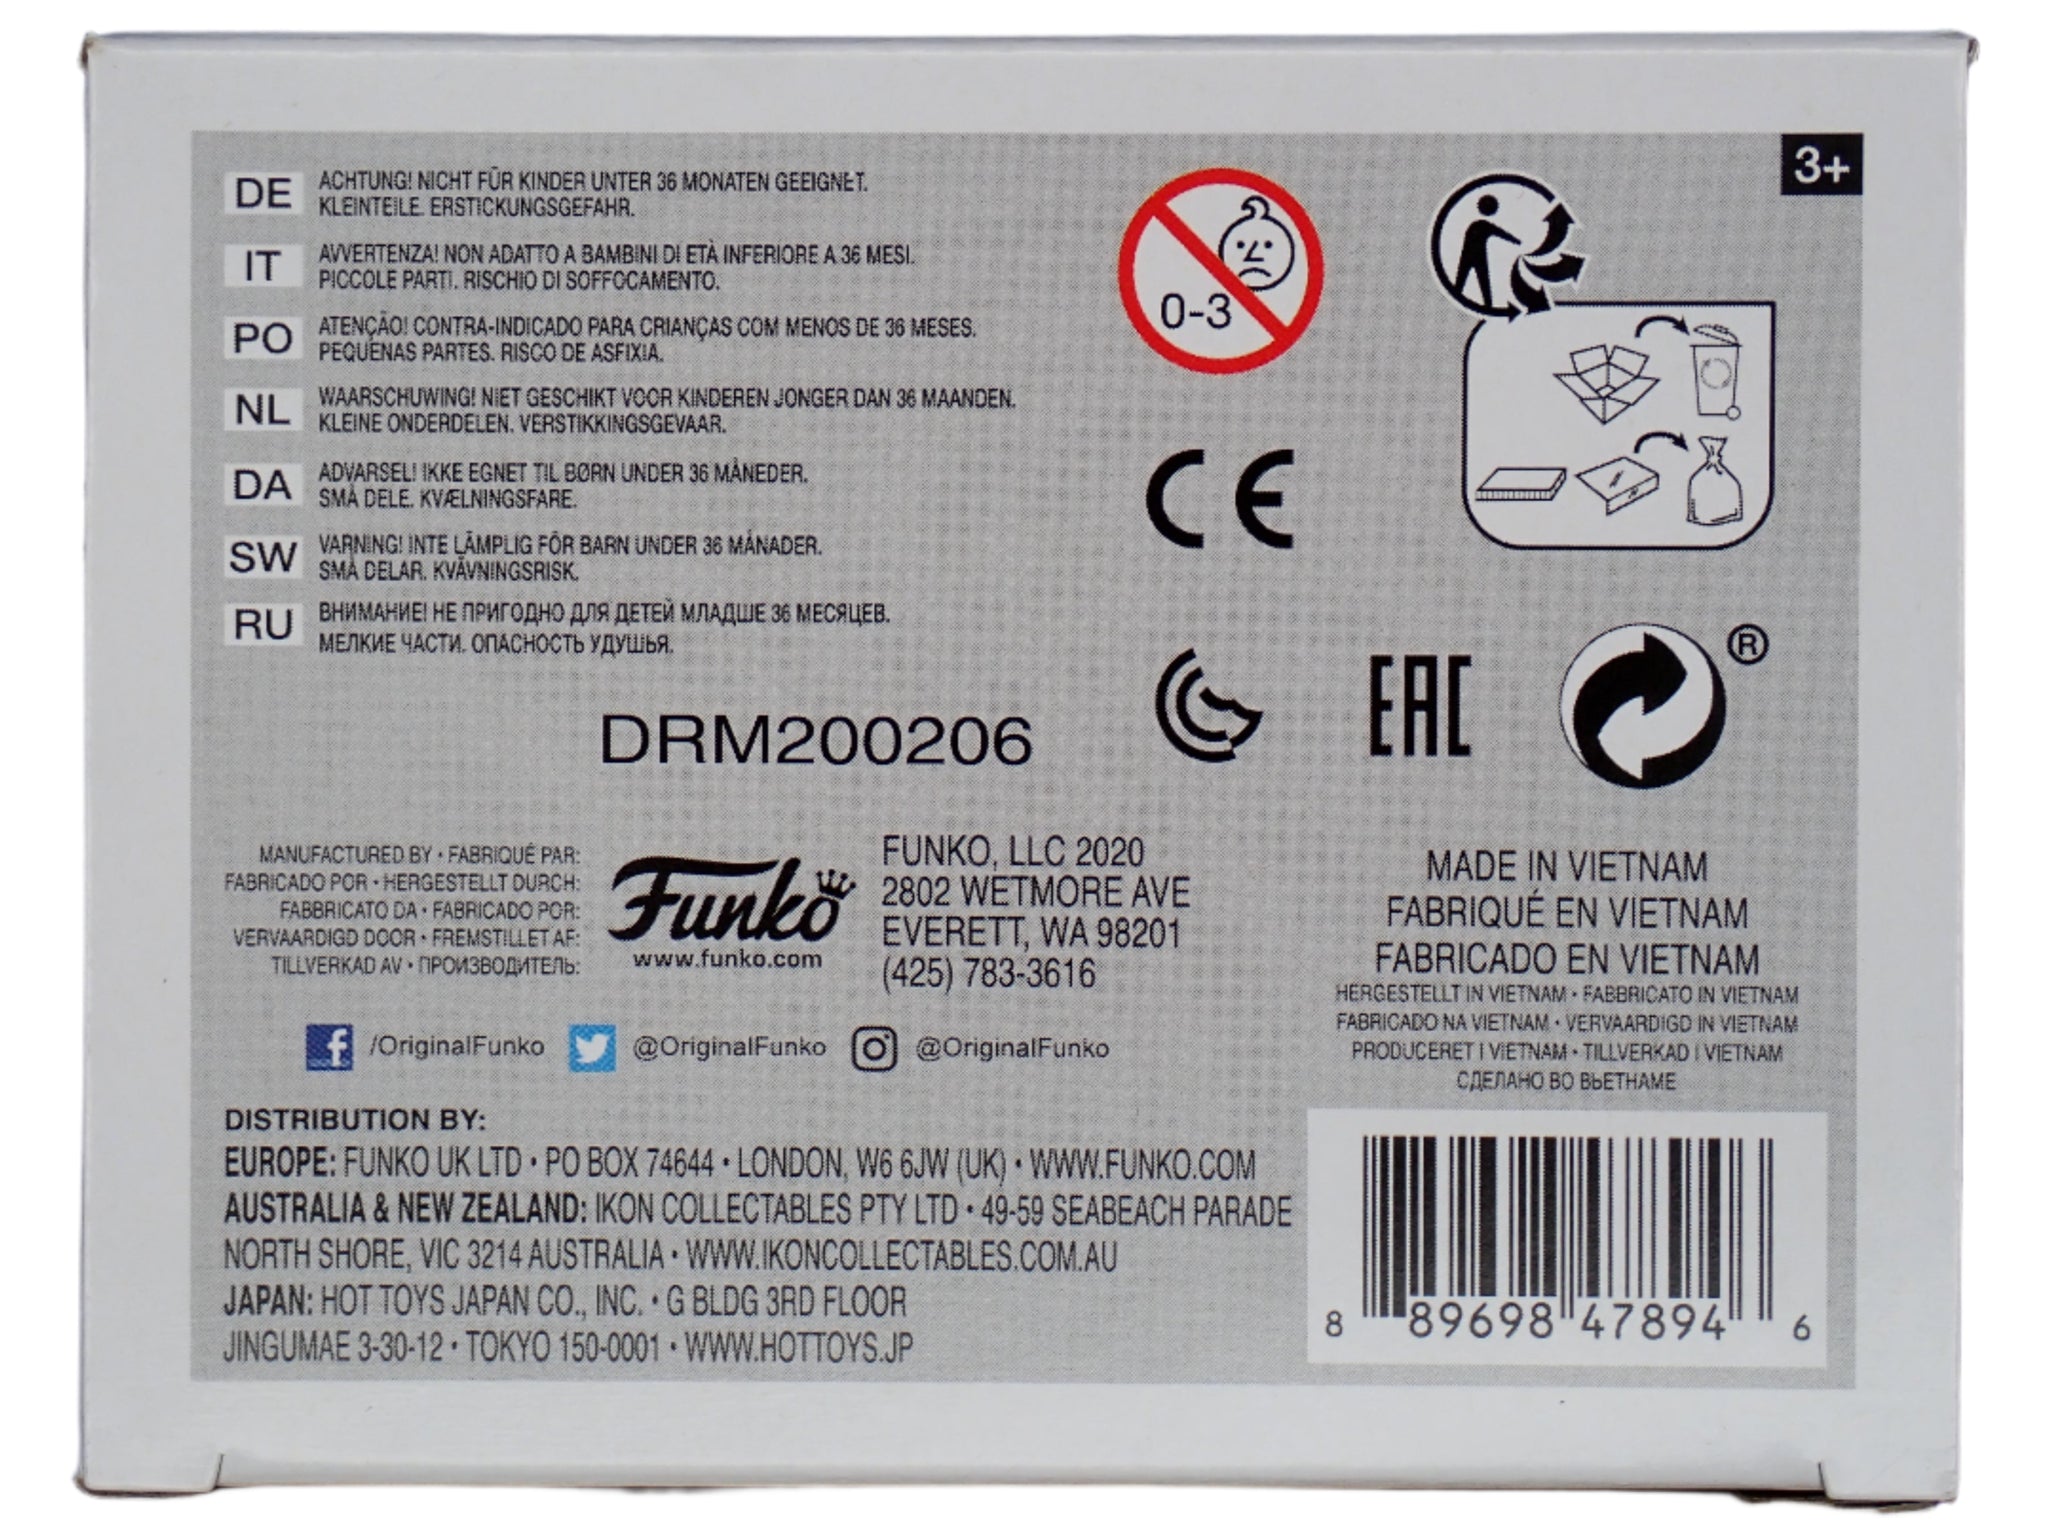 3+
DE ACHTUNG! NICHT FÜR KINDER UNTER 36 MONATEN GEEIGNET.
KLEINTEILE. ERSTICKUNGSGEFAHR.
IT AVVERTENZA! NON ADATTO A BAMBINI DI ETÀ INFERIORE A 36 MESI.
PICCOLE PARTI. RISCHIO DI SOFFOCAMENTO.
PO ATENÇÃO! CONTRA-INDICADO PARA CRIANÇAS COM MENOS DE 36 MESES.
PEQUENAS PARTES. RISCO DE ASFIXIA.
NL WAARSCHUWING! NIET GESCHIKT VOOR KINDEREN JONGER DAN 36 MAANDEN.
KLEINE ONDERDELEN. VERSTIKKINGSGEVAAR.
DA ADVARSEL! IKKE EGNET TIL BØRN UNDER 36 MÅNEDER.
SMÅ DELE. KVÆLNINGSFARE.
SW VARNING! INTE LÄMPLIG FÖR BARN UNDER 36 MÅNADER.
SMÅ DELAR. KVÄVNINGSRISK.
RU ВНИМАНИЕ! НЕ ПРИГОДНО ДЛЯ ДЕТЕЙ МЛАДШЕ 36 МЕСЯЦЕВ.
МЕЛКИЕ ЧАСТИ. ОПАСНОСТЬ УДУШЬЯ.
0-3
CE
EAC
®
DRM200206
MANUFACTURED BY • FABRIQUÉ PAR:
FABRICADO POR • HERGESTELLT DURCH:
FABBRICATO DA • FABRICADO POR:
VERVAARDIGD DOOR • FREMSTILLET AF:
TILLVERKAD AV • ПРОИЗВОДИТЕЛЬ:
Funko
www.funko.com
FUNKO, LLC 2020
2802 WETMORE AVE
EVERETT, WA 98201
(425) 783-3616
MADE IN VIETNAM
FABRIQUÉ EN VIETNAM
FABRICADO EN VIETNAM
HERGESTELLT IN VIETNAM • FABBRICATO IN VIETNAM
FABRICADO NA VIETNAM • VERVAARDIGD IN VIETNAM
PRODUCERET I VIETNAM • TILLVERKAD I VIETNAM
СДЕЛАНО ВО ВЬЕТНАМЕ
/OriginalFunko @OriginalFunko @OriginalFunko
DISTRIBUTION BY:
EUROPE: FUNKO UK LTD • PO BOX 74644 • LONDON, W6 6JW (UK) • WWW.FUNKO.COM
AUSTRALIA & NEW ZEALAND: IKON COLLECTABLES PTY LTD • 49-59 SEABEACH PARADE
NORTH SHORE, VIC 3214 AUSTRALIA • WWW.IKONCOLLECTABLES.COM.AU
JAPAN: HOT TOYS JAPAN CO., INC. • G BLDG 3RD FLOOR
JINGUMAE 3-30-12 • TOKYO 150-0001 • WWW.HOTTOYS.JP
8 89698 47894 6